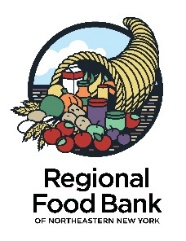 Regional
Food Bank
OF NORTHEASTERN NEW YORK